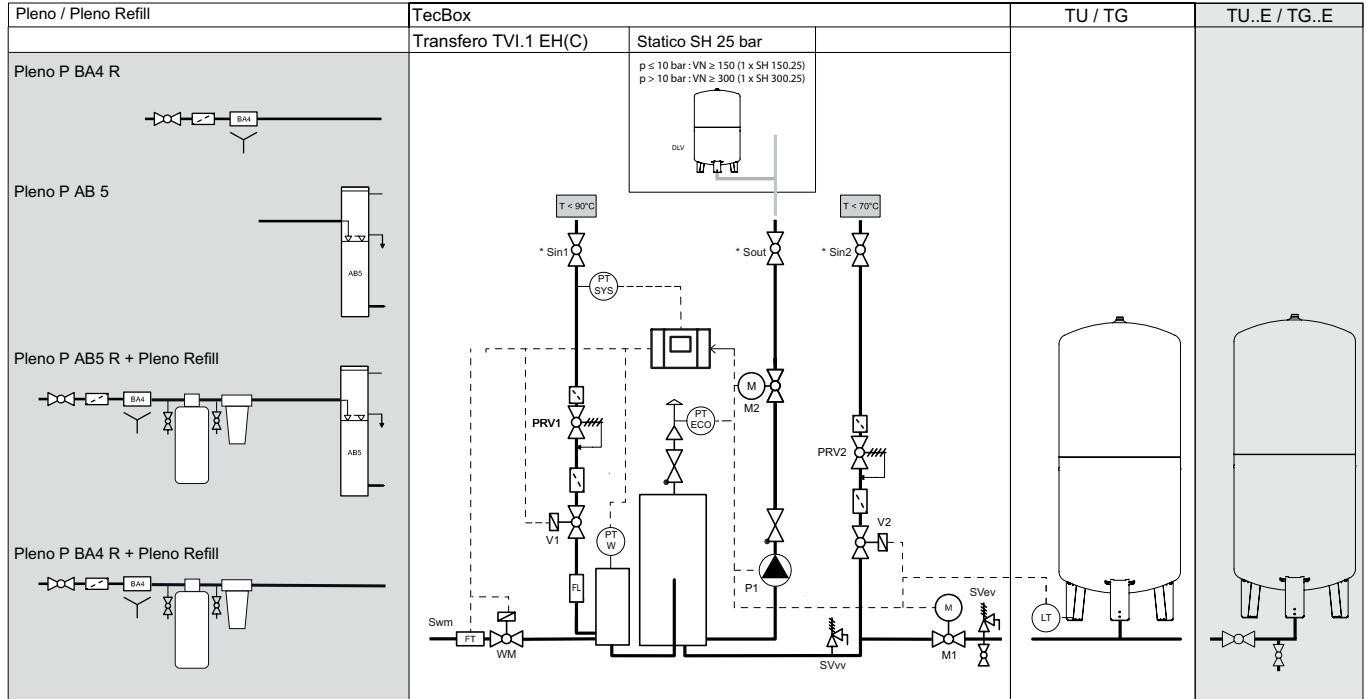 Pleno / Pleno Refill
TecBox
TU / TG
TU..E / TG..E
Transfero TVI.1 EH(C)
Statico SH 25 bar
p ≤ 10 bar : VN ≥ 150 (1 x SH 150.25)
p > 10 bar : VN ≥ 300 (1 x SH 300.25)
DLV
Pleno P BA4 R
BA4
Pleno P AB 5
AB5
Pleno P AB5 R + Pleno Refill
BA4
AB5
Pleno P BA4 R + Pleno Refill
BA4
T < 90°C
T < 70°C
* Sin1
* Sout
* Sin2
PT
SYS
M
M2
PT
ECO
PRV1
PRV2
V1
V2
PT
W
P1
FL
Swm
FT
WM
SVvv
M
M1
SVev
LT